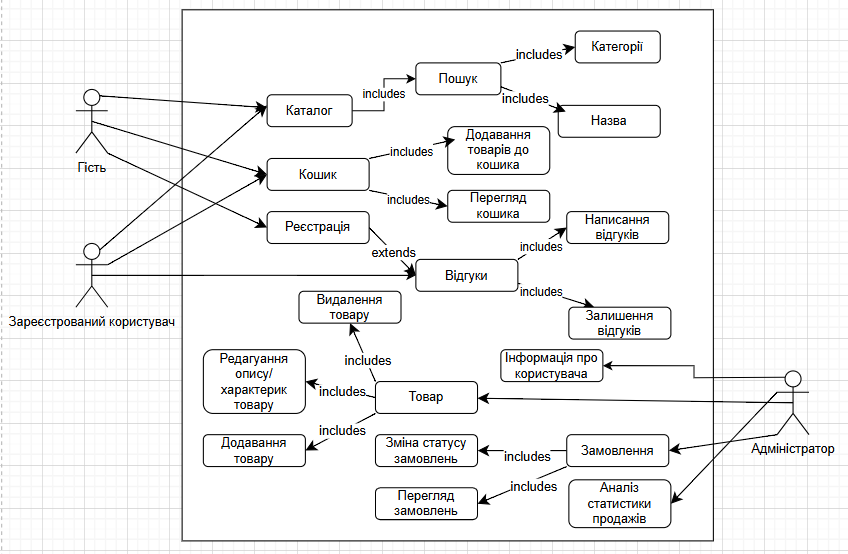 Категорії
includes
Пошук
includes
Каталог
includes
Назва
Гість
Додавання
товарів до
кошика
includes
Кошик
includes
Перегляд
кошика
Реєстрація
extends
Написання
відгуків
includes
Відгуки
includes
Залишення
відгуків
Зареєстрований користувач
Видалення
товару
includes
Редагуання
опису/
характерик
товару
includes
Товар
includes
Додавання
товару
Інформація про
користувача
Адміністратор
Зміна статусу
замовлень
includes
Замовлення
includes
Перегляд
замовлень
Аналіз
статистики
продажів